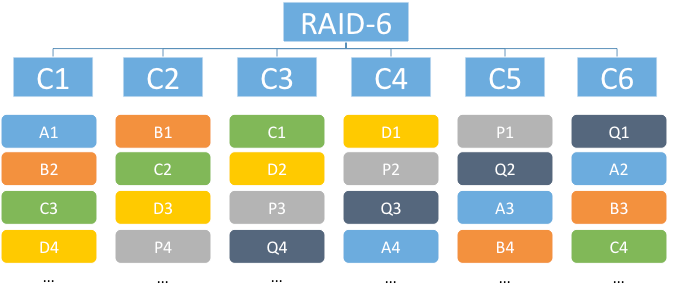 RAID-6
C1 C2 C3 C4 C5 C6
A1 B1 C1 D1 P1 Q1
B2 C2 D2 P2 Q2 A2
C3 D3 P3 Q3 A3 B3
D4 P4 Q4 A4 B4 C4
... ... ... ... ... ...